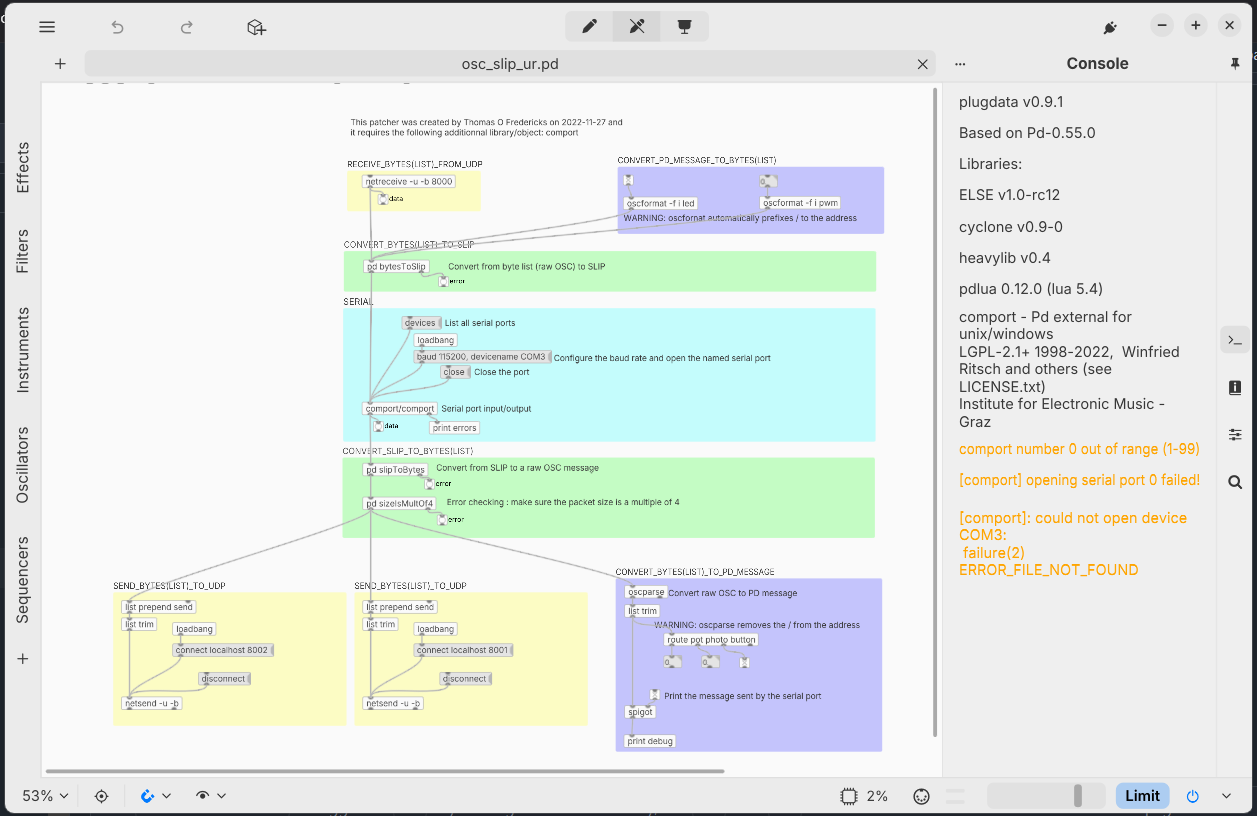 osc_slip_ur.pd
Console
Effects
Filters
Instruments
Oscillators
Sequencers
This patcher was created by Thomas O Fredericks on 2022-11-27 and
it requires the following additionnal library/object: comport
RECEIVE_BYTES(LIST)_FROM_UDP
netreceive -u -b 8000
data
CONVERT_PD_MESSAGE_TO_BYTES(LIST)
0
oscformat -f i led
oscformat -f i pwm
WARNING: oscformat automatically prefixes / to the address
CONVERT_BYTES(LIST)_TO_SLIP
pd bytesToSlip
Convert from byte list (raw OSC) to SLIP
error
SERIAL
devices
List all serial ports
loadbang
baud 115200, devicename COM3
Configure the baud rate and open the named serial port
close
Close the port
comport/comport
Serial port input/output
data
print errors
CONVERT_SLIP_TO_BYTES(LIST)
pd slipToBytes
Convert from SLIP to a raw OSC message
error
pd sizeIsMultOf4
Error checking : make sure the packet size is a multiple of 4
error
SEND_BYTES(LIST)_TO_UDP
list prepend send
list trim
loadbang
connect localhost 8002
disconnect
netsend -u -b
SEND_BYTES(LIST)_TO_UDP
list prepend send
list trim
loadbang
connect localhost 8001
disconnect
netsend -u -b
CONVERT_BYTES(LIST)_TO_PD_MESSAGE
oscparse
Convert raw OSC to PD message
list trim
WARNING: oscparse removes the / from the address
route pot photo button
0
0
Print the message sent by the serial port
spigot
print debug
plugdata v0.9.1
Based on Pd-0.55.0
Libraries:
ELSE v1.0-rc12
cyclone v0.9-0
heavylib v0.4
pdlua 0.12.0 (lua 5.4)
comport - Pd external for
unix/windows
LGPL-2.1+ 1998-2022,  Winfried
Ritsch and others (see
LICENSE.txt)
Institute for Electronic Music -
Graz
comport number 0 out of range (1-99)
[comport] opening serial port 0 failed!
[comport]: could not open device
COM3:
failure(2)
ERROR_FILE_NOT_FOUND
53%
2%
Limit